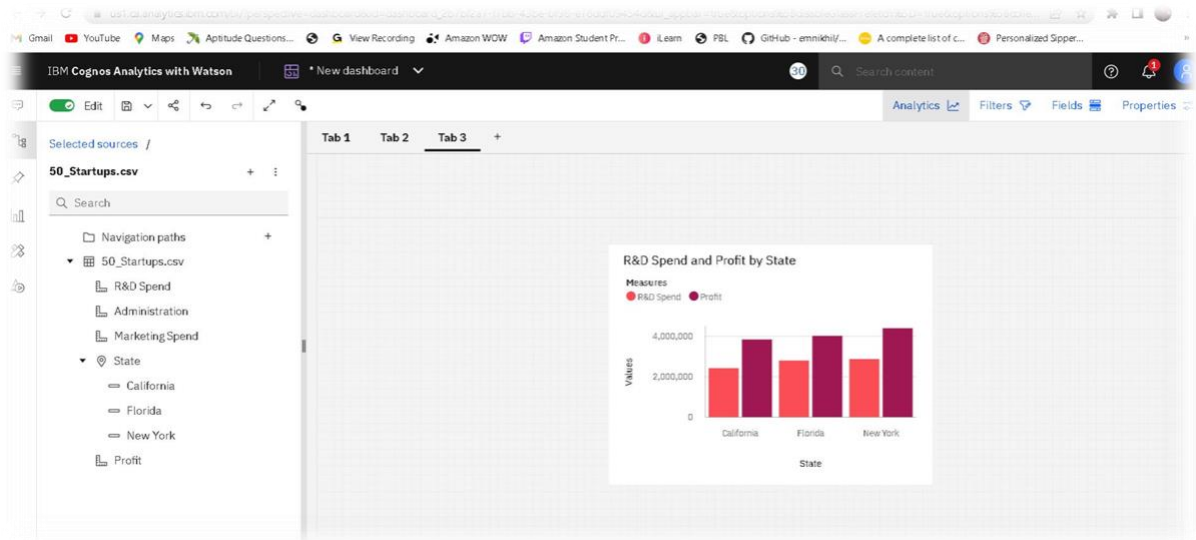 Gmail YouTube Maps Aptitude Questions... View Recording Amazon WOW Amazon Student Pr... iLearn PBL GitHub - emnikhil/... A complete list of c... Personalized Sipper... »
IBM Cognos Analytics with Watson * New dashboard 30 Search content 1
Edit Analytics Filters Fields Properties
Selected sources / Tab 1 Tab 2 Tab 3 +
50_Startups.csv +
Search
Navigation paths +
50_Startups.csv
R&D Spend
Administration
Marketing Spend
State
California
Florida
New York
Profit
R&D Spend and Profit by State
Measures
R&D Spend Profit
Values
4,000,000
2,000,000
0
California Florida New York
State